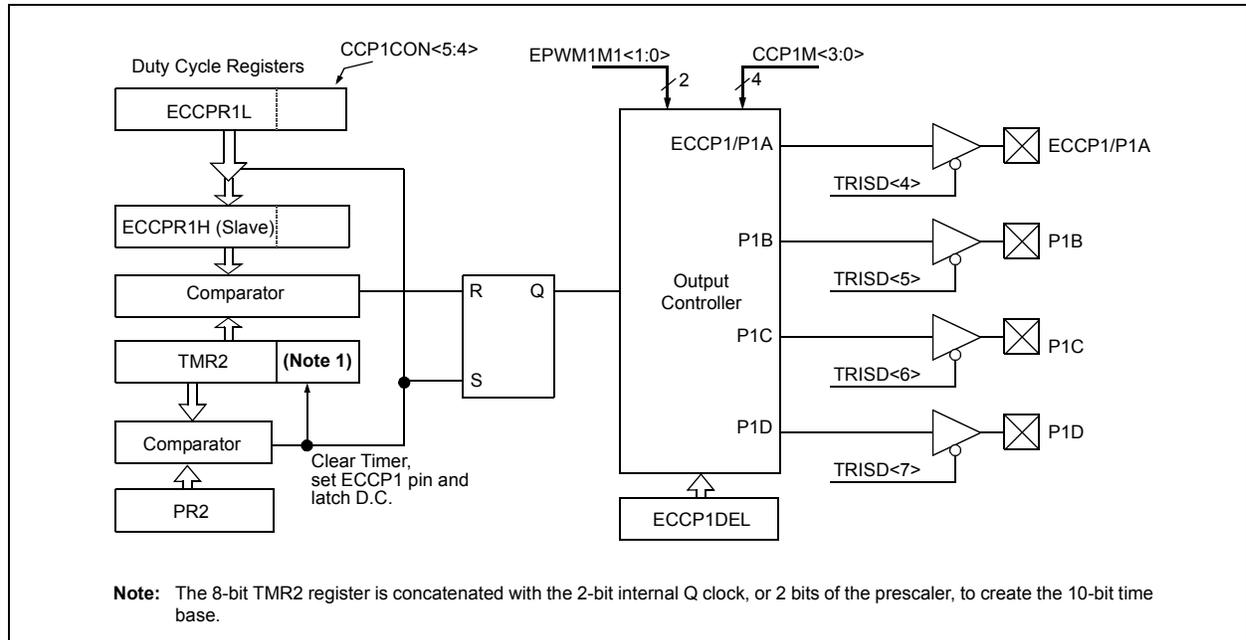 CCP1CON<5:4>
Duty Cycle Registers
ECCPR1L
ECCPR1H (Slave)
Comparator
TMR2
(Note 1)
Comparator
PR2
Clear Timer,
set ECCP1 pin and
latch D.C.
R
Q
S
EPWM1M1<1:0>
2
CCP1M<3:0>
4
ECCP1/P1A
P1B
Output
Controller
P1C
P1D
ECCP1DEL
TRISD<4>
ECCP1/P1A
TRISD<5>
P1B
TRISD<6>
P1C
TRISD<7>
P1D
Note: The 8-bit TMR2 register is concatenated with the 2-bit internal Q clock, or 2 bits of the prescaler, to create the 10-bit time
base.